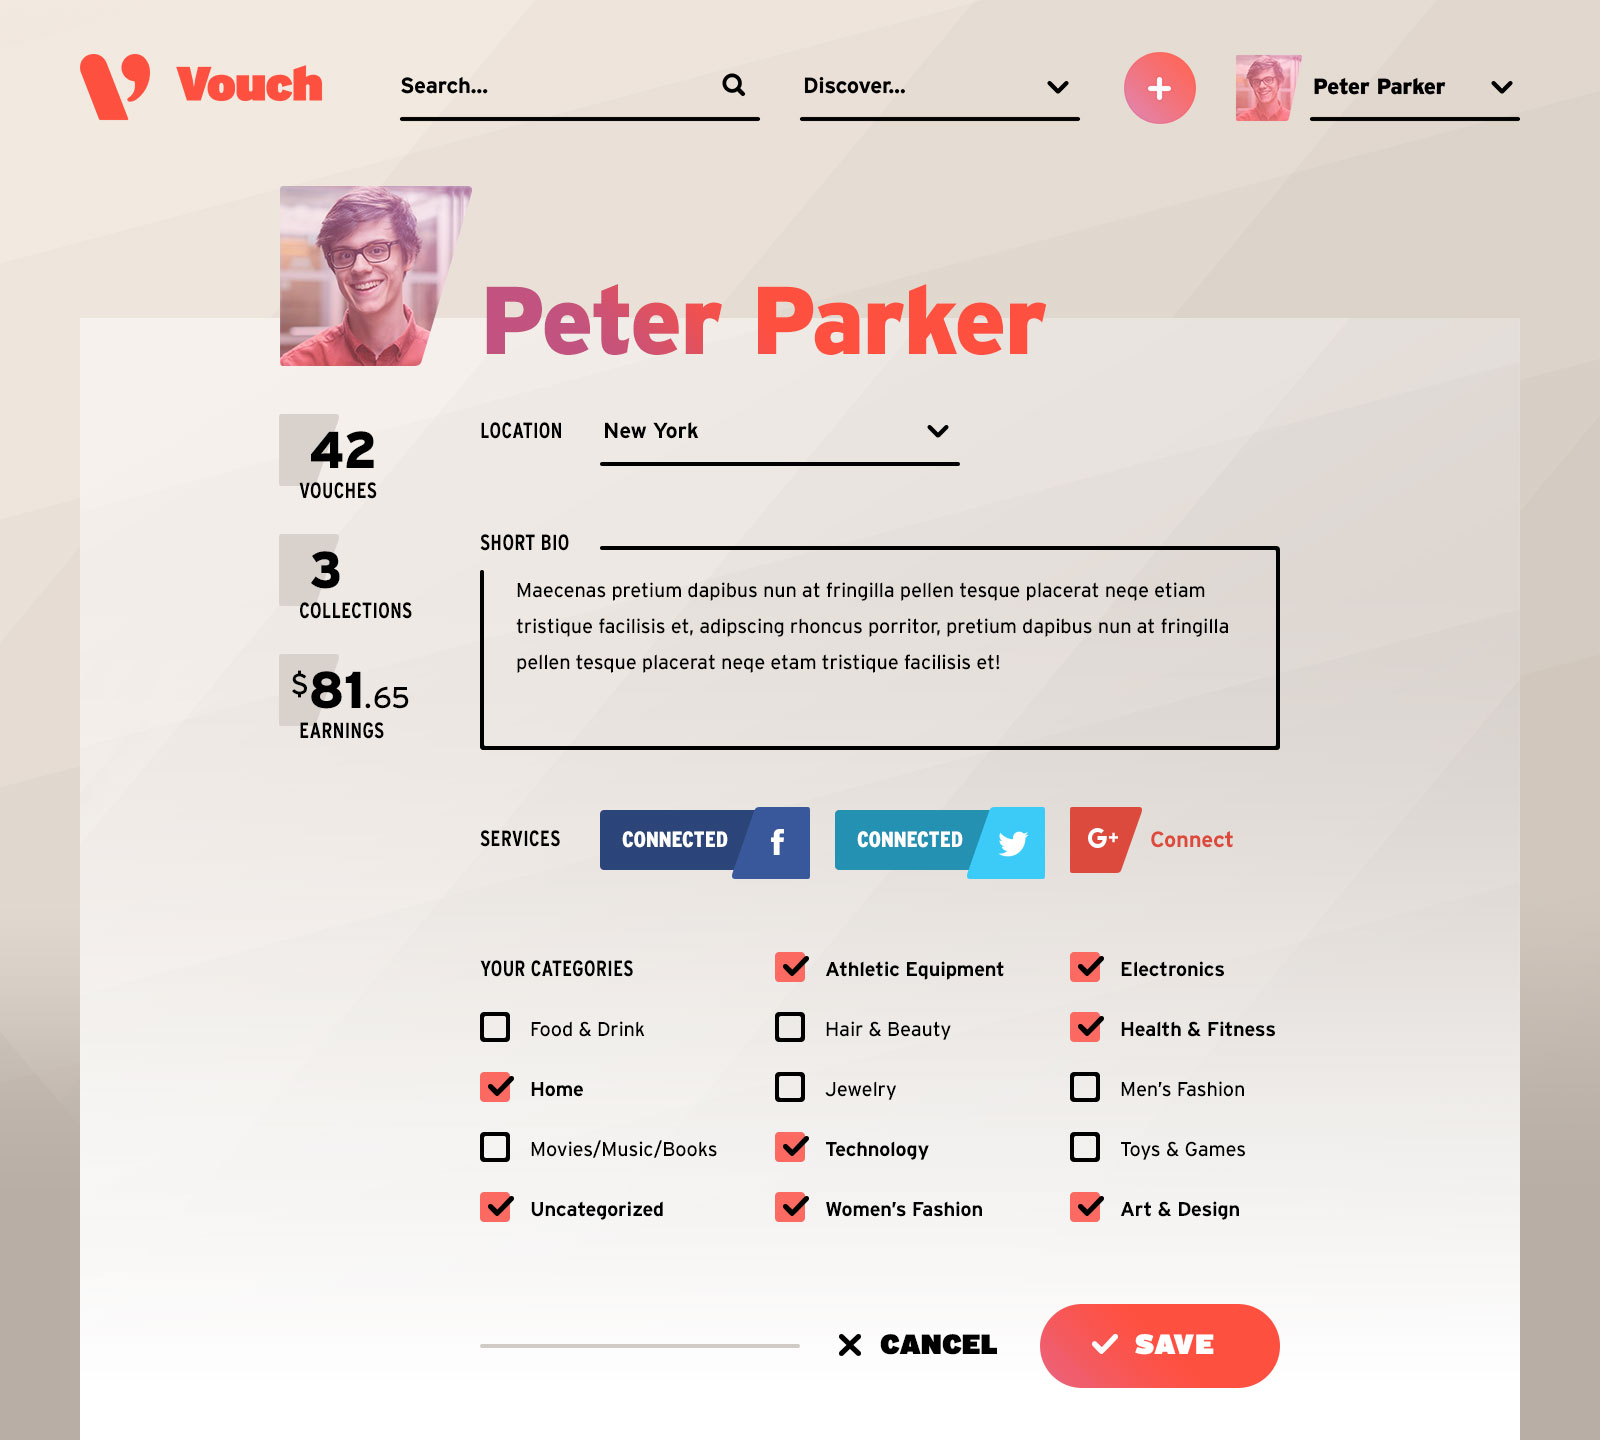 Vouch
Search...
Discover...
Peter Parker
Peter Parker
42
VOUCHES
3
COLLECTIONS
$81.65
EARNINGS
LOCATION
New York
SHORT BIO
Maecenas pretium dapibus nun at fringilla pellen tesque placerat neqe etiam
tristique facilisis et, adipscing rhoncus porritor, pretium dapibus nun at fringilla
pellen tesque placerat neqe etam tristique facilisis et!
SERVICES
CONNECTED f
CONNECTED
G+ Connect
YOUR CATEGORIES
Athletic Equipment
Electronics
Food & Drink
Hair & Beauty
Health & Fitness
Home
Jewelry
Men's Fashion
Movies/Music/Books
Technology
Toys & Games
Uncategorized
Women's Fashion
Art & Design
CANCEL
SAVE